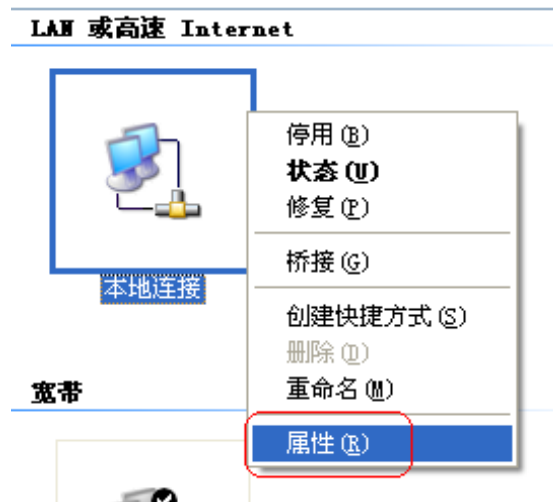 LAN 或高速 Internet
停用(B)
状态(U)
修复(P)
桥接(G)
本地连接
创建快捷方式(S)
删除(D)
重命名(M)
宽带
属性(R)